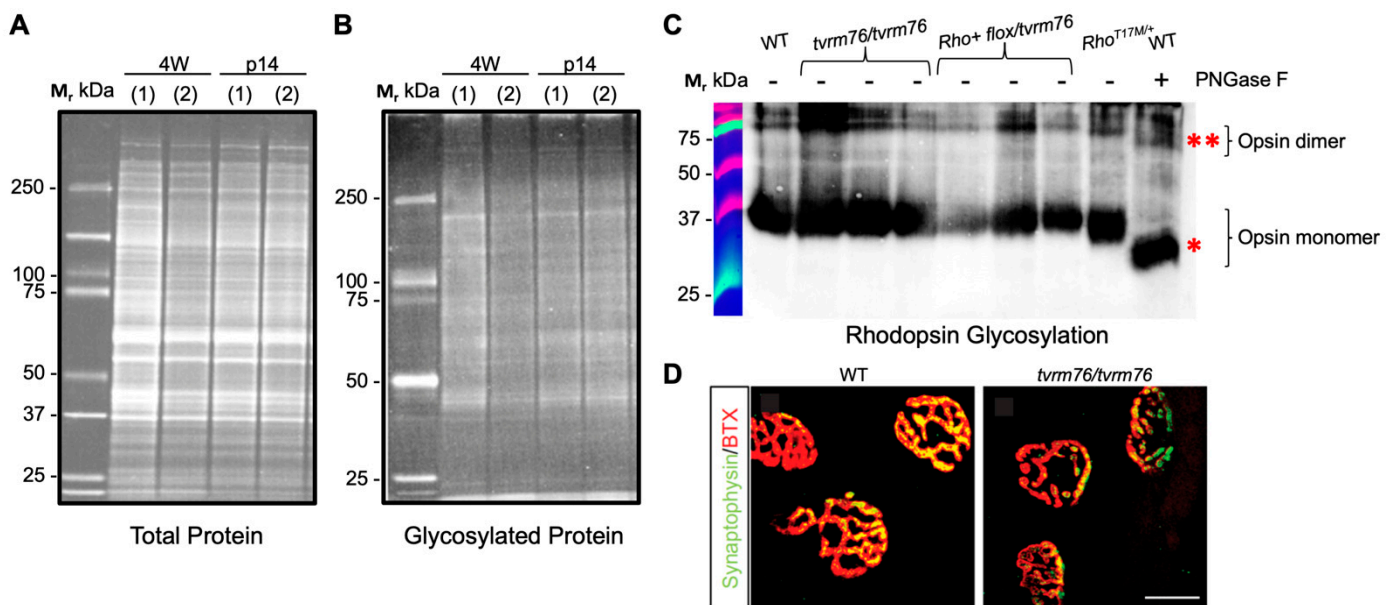 A
4W p14
Mr kDa (1) (2) (1) (2)
250 -
100 -
75 -
50 -
37 -
25 -
Total Protein
B
4W p14
Mr kDa (1) (2) (1) (2)
250 -
100 -
75 -
50 -
25 -
Glycosylated Protein
C
WT tvrm76/tvrm76 Rho+ flox/tvrm76 RhoT17M/+ WT
Mr kDa - - - - - - - - + PNGase F
75 - ** Opsin dimer
50 -
37 - Opsin monomer
*
25 -
Rhodopsin Glycosylation
D
WT tvrm76/tvrm76
Synaptophysin/BTX